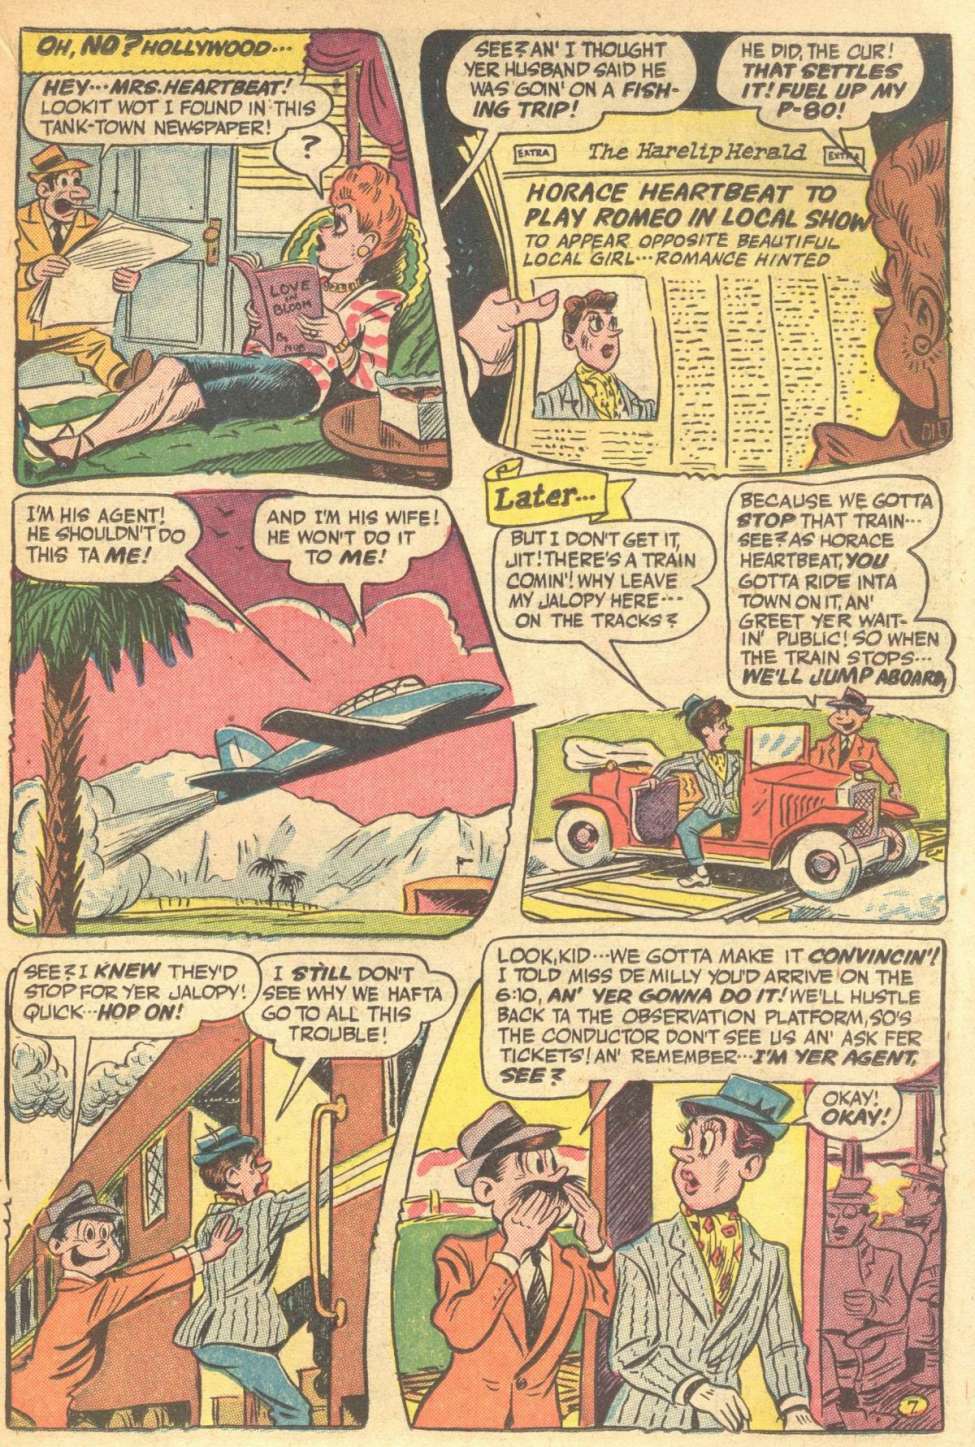 OH, NO? HOLLYWOOD...
HEY... MRS. HEARTBEAT!
LOOKIT WOT I FOUND IN THIS
TANK-TOWN NEWSPAPER!
?
LOVE
IN
BLOOM
By
SEE? AN' I THOUGHT
YER HUSBAND SAID HE
WAS GOIN' ON A FISH-
ING TRIP!
HE DID, THE CUR!
THAT SETTLES
IT! FUEL UP MY
P-80!
EXTRA
The Harelip Herald
EXTRA
HORACE HEARTBEAT TO
PLAY ROMEO IN LOCAL SHOW
TO APPEAR OPPOSITE BEAUTIFUL
LOCAL GIRL... ROMANCE HINTED
I'M HIS AGENT!
HE SHOULDN'T DO
THIS TA ME!
AND I'M HIS WIFE!
HE WON'T DO IT
TO ME!
Later...
BUT I DON'T GET IT,
JIT! THERE'S A TRAIN
COMIN'! WHY LEAVE
MY JALOPY HERE...
ON THE TRACKS?
BECAUSE WE GOTTA
STOP THAT TRAIN...
SEE? AS HORACE
HEARTBEAT, YOU
GOTTA RIDE INTA
TOWN ON IT, AN'
GREET YER WAIT-
IN' PUBLIC! SO WHEN
THE TRAIN STOPS...
WE'LL JUMP ABOARD,
SEE? I KNEW THEY'D
STOP FOR YER JALOPY!
QUICK... HOP ON!
I STILL DON'T
SEE WHY WE HAFTA
GO TO ALL THIS
TROUBLE!
LOOK, KID... WE GOTTA MAKE IT CONVINCIN'!
I TOLD MISS DE MILLY YOU'D ARRIVE ON THE
6:10, AN' YER GONNA DO IT! WE'LL HUSTLE
BACK TA THE OBSERVATION PLATFORM, SO'S
THE CONDUCTOR DON'T SEE US AN' ASK FER
TICKETS! AN' REMEMBER... I'M YER AGENT,
SEE?
OKAY!
OKAY!
7